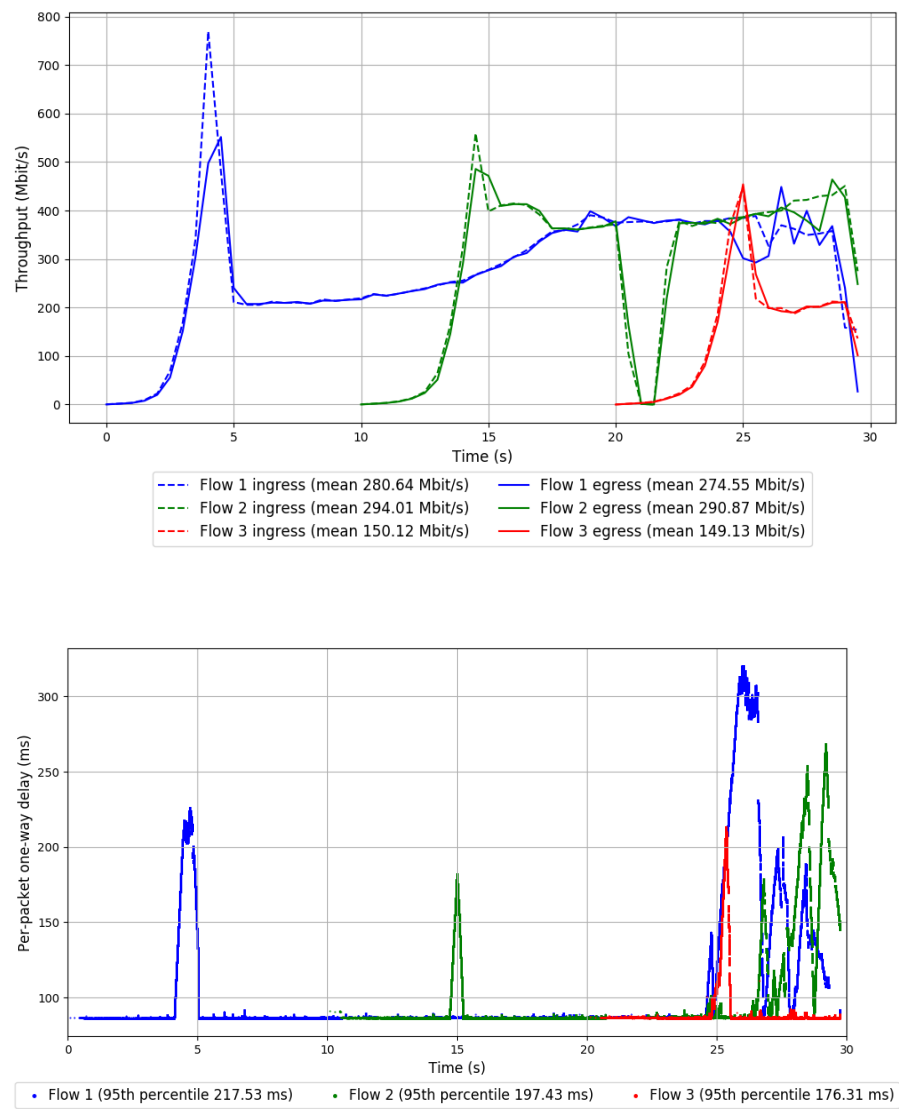 800
700
600
500
400
300
200
100
0
Throughput (Mbit/s)
0 5 10 15 20 25 30
Time (s)
Flow 1 ingress (mean 280.64 Mbit/s) Flow 1 egress (mean 274.55 Mbit/s)
Flow 2 ingress (mean 294.01 Mbit/s) Flow 2 egress (mean 290.87 Mbit/s)
Flow 3 ingress (mean 150.12 Mbit/s) Flow 3 egress (mean 149.13 Mbit/s)
300
250
200
150
100
Per-packet one-way delay (ms)
0 5 10 15 20 25 30
Time (s)
Flow 1 (95th percentile 217.53 ms) Flow 2 (95th percentile 197.43 ms) Flow 3 (95th percentile 176.31 ms)